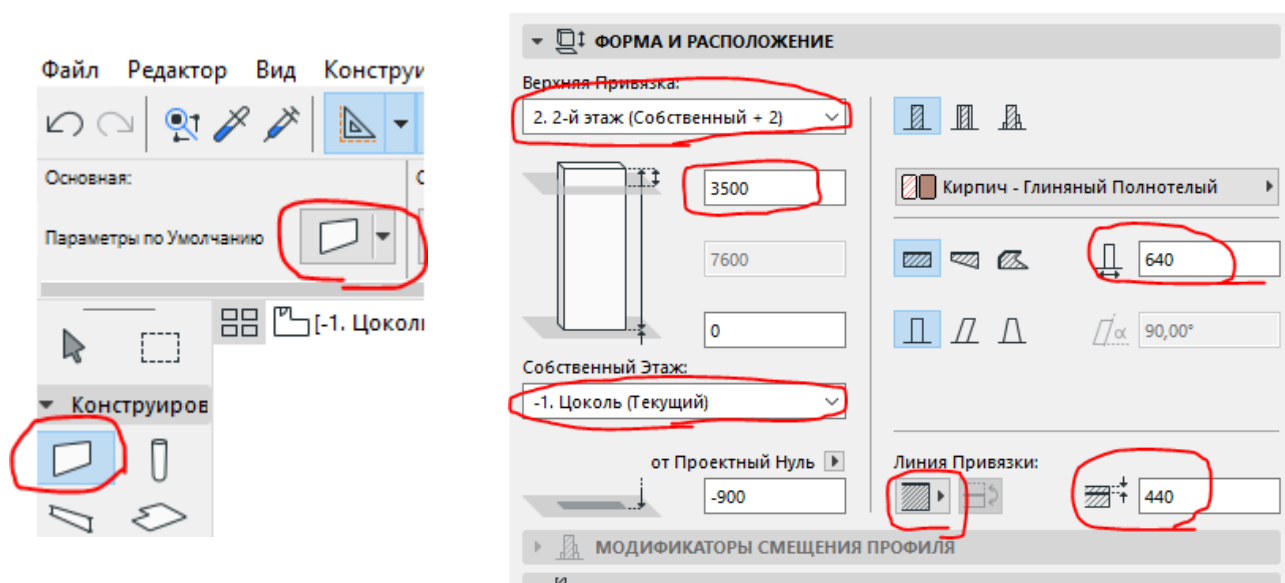 Файл Редактор Вид Констру
Основная:
Параметры по Умолчанию
[-1. Цоколь
Конструиров
ФОРМА И РАСПОЛОЖЕНИЕ
Верхняя Привязка:
2. 2-й этаж (Собственный + 2)
3500
7600
0
Собственный Этаж:
-1. Цоколь (Текущий)
от Проектный Нуль
-900
Кирпич - Глиняный Полнотелый
640
α 90,00°
Линия Привязки:
440
МОДИФИКАТОРЫ СМЕЩЕНИЯ ПРОФИЛЯ